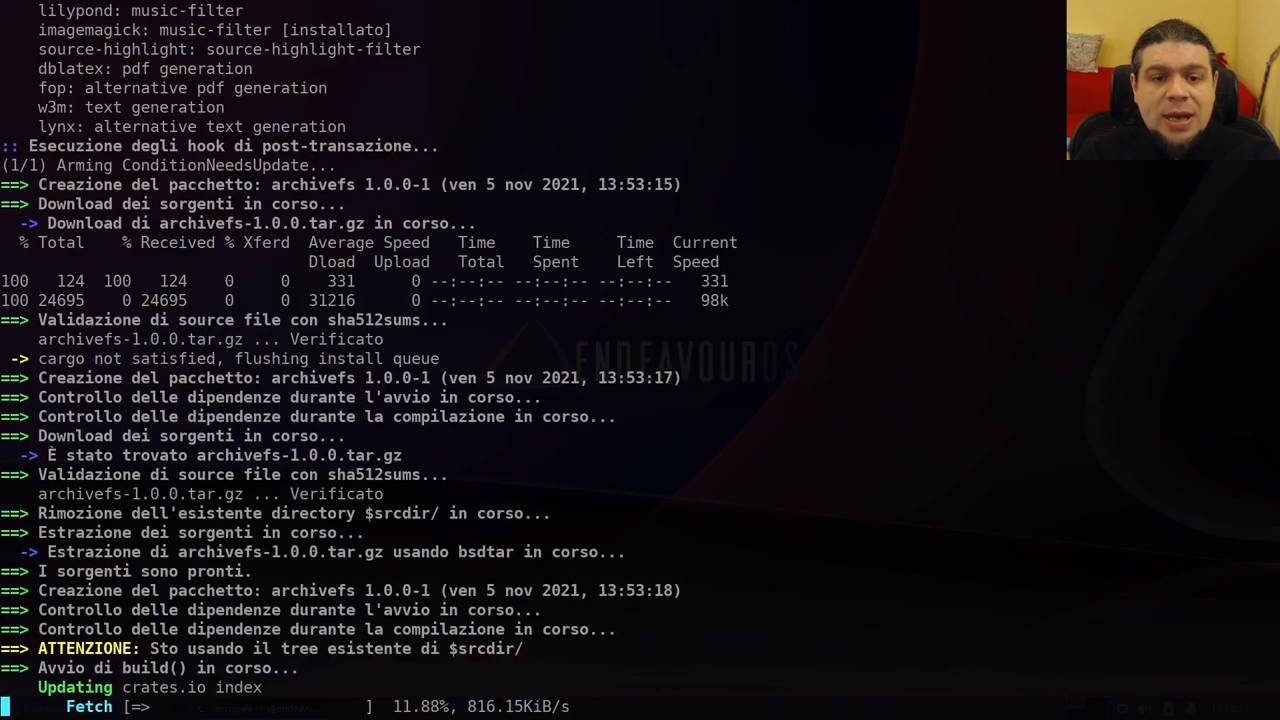 lilypond: music-filter
imagemagick: music-filter [installato]
source-highlight: source-highlight-filter
dblatex: pdf generation
fop: alternative pdf generation
w3m: text generation
lynx: alternative text generation
:: Esecuzione degli hook di post-transazione...
(1/1) Arming ConditionNeedsUpdate...
==> Creazione del pacchetto: archivefs 1.0.0-1 (ven 5 nov 2021, 13:53:15)
==> Download dei sorgenti in corso...
-> Download di archivefs-1.0.0.tar.gz in corso...
% Total % Received % Xferd Average Speed Time Time Time Current
Dload Upload Total Spent Left Speed
100 124 100 124 0 0 331 0 --:--:-- --:--:-- --:--:-- 331
100 24695 0 24695 0 0 31216 0 --:--:-- --:--:-- --:--:-- 98k
==> Validazione di source file con sha512sums...
archivefs-1.0.0.tar.gz ... Verificato
-> cargo not satisfied, flushing install queue
ENDEAVOUROS
==> Creazione del pacchetto: archivefs 1.0.0-1 (ven 5 nov 2021, 13:53:17)
==> Controllo delle dipendenze durante l'avvio in corso...
==> Controllo delle dipendenze durante la compilazione in corso...
==> Download dei sorgenti in corso...
-> È stato trovato archivefs-1.0.0.tar.gz
==> Validazione di source file con sha512sums...
archivefs-1.0.0.tar.gz ... Verificato
==> Rimozione dell'esistente directory $srcdir/ in corso...
==> Estrazione dei sorgenti in corso...
-> Estrazione di archivefs-1.0.0.tar.gz usando bsdtar in corso...
==> I sorgenti sono pronti.
==> Creazione del pacchetto: archivefs 1.0.0-1 (ven 5 nov 2021, 13:53:18)
==> Controllo delle dipendenze durante l'avvio in corso...
==> Controllo delle dipendenze durante la compilazione in corso...
==> ATTENZIONE: Sto usando il tree esistente di $srcdir/
==> Avvio di build() in corso...
Updating crates.io index
Fetch [=> ] 11.88%, 816.15KiB/s